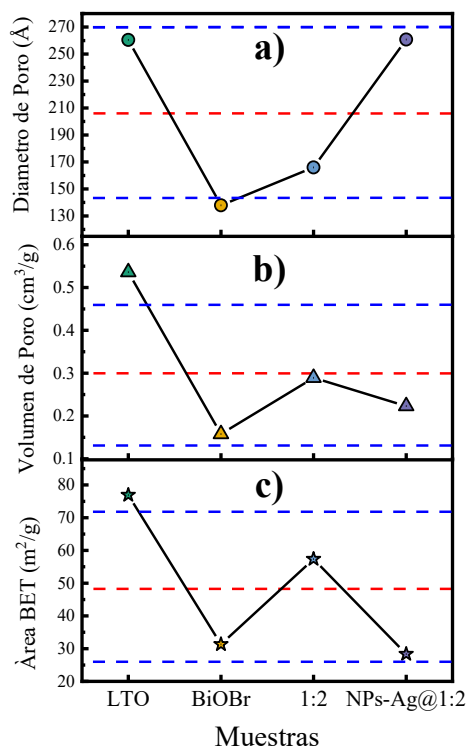 270
250
230
210
190
170
150
130
Diametro de Poro (Å)
a)
0.6
0.5
0.4
0.3
0.2
0.1
Volumen de Poro (cm³/g)
b)
80
70
60
50
40
30
20
Àrea BET (m²/g)
c)
LTO BiOBr 1:2 NPs-Ag@1:2
Muestras